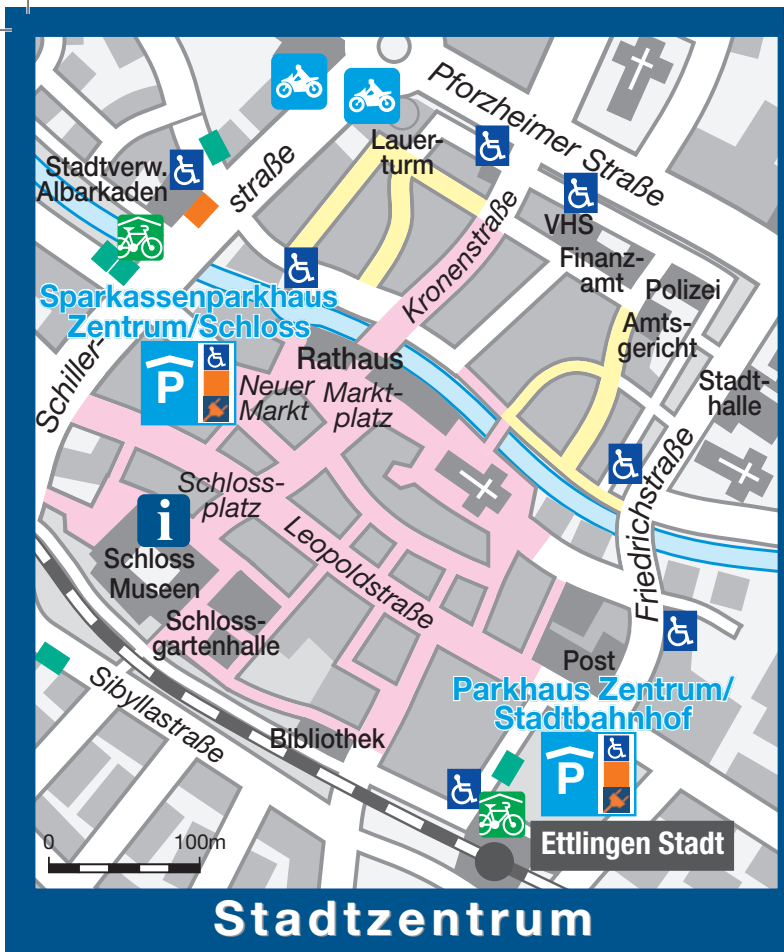 Pforzheimer Straße
Lauer-
turm
Stadtverw.
Albarkaden
straße
VHS
Finanz-
amt
Kronenstraße
Polizei
Amts-
gericht
Sparkassenparkhaus
Zentrum/Schloss
P
Schiller-
Rathaus
Neuer
Markt
Markt-
platz
Stadt-
halle
Schloss-
platz
i
Schloss
Museen
Leopoldstraße
Friedrichstraße
Schloss-
gartenhalle
Post
Sibyllastraße
Parkhaus Zentrum/
Stadtbahnhof
P
Bibliothek
0 100m
Ettlingen Stadt
Stadtzentrum